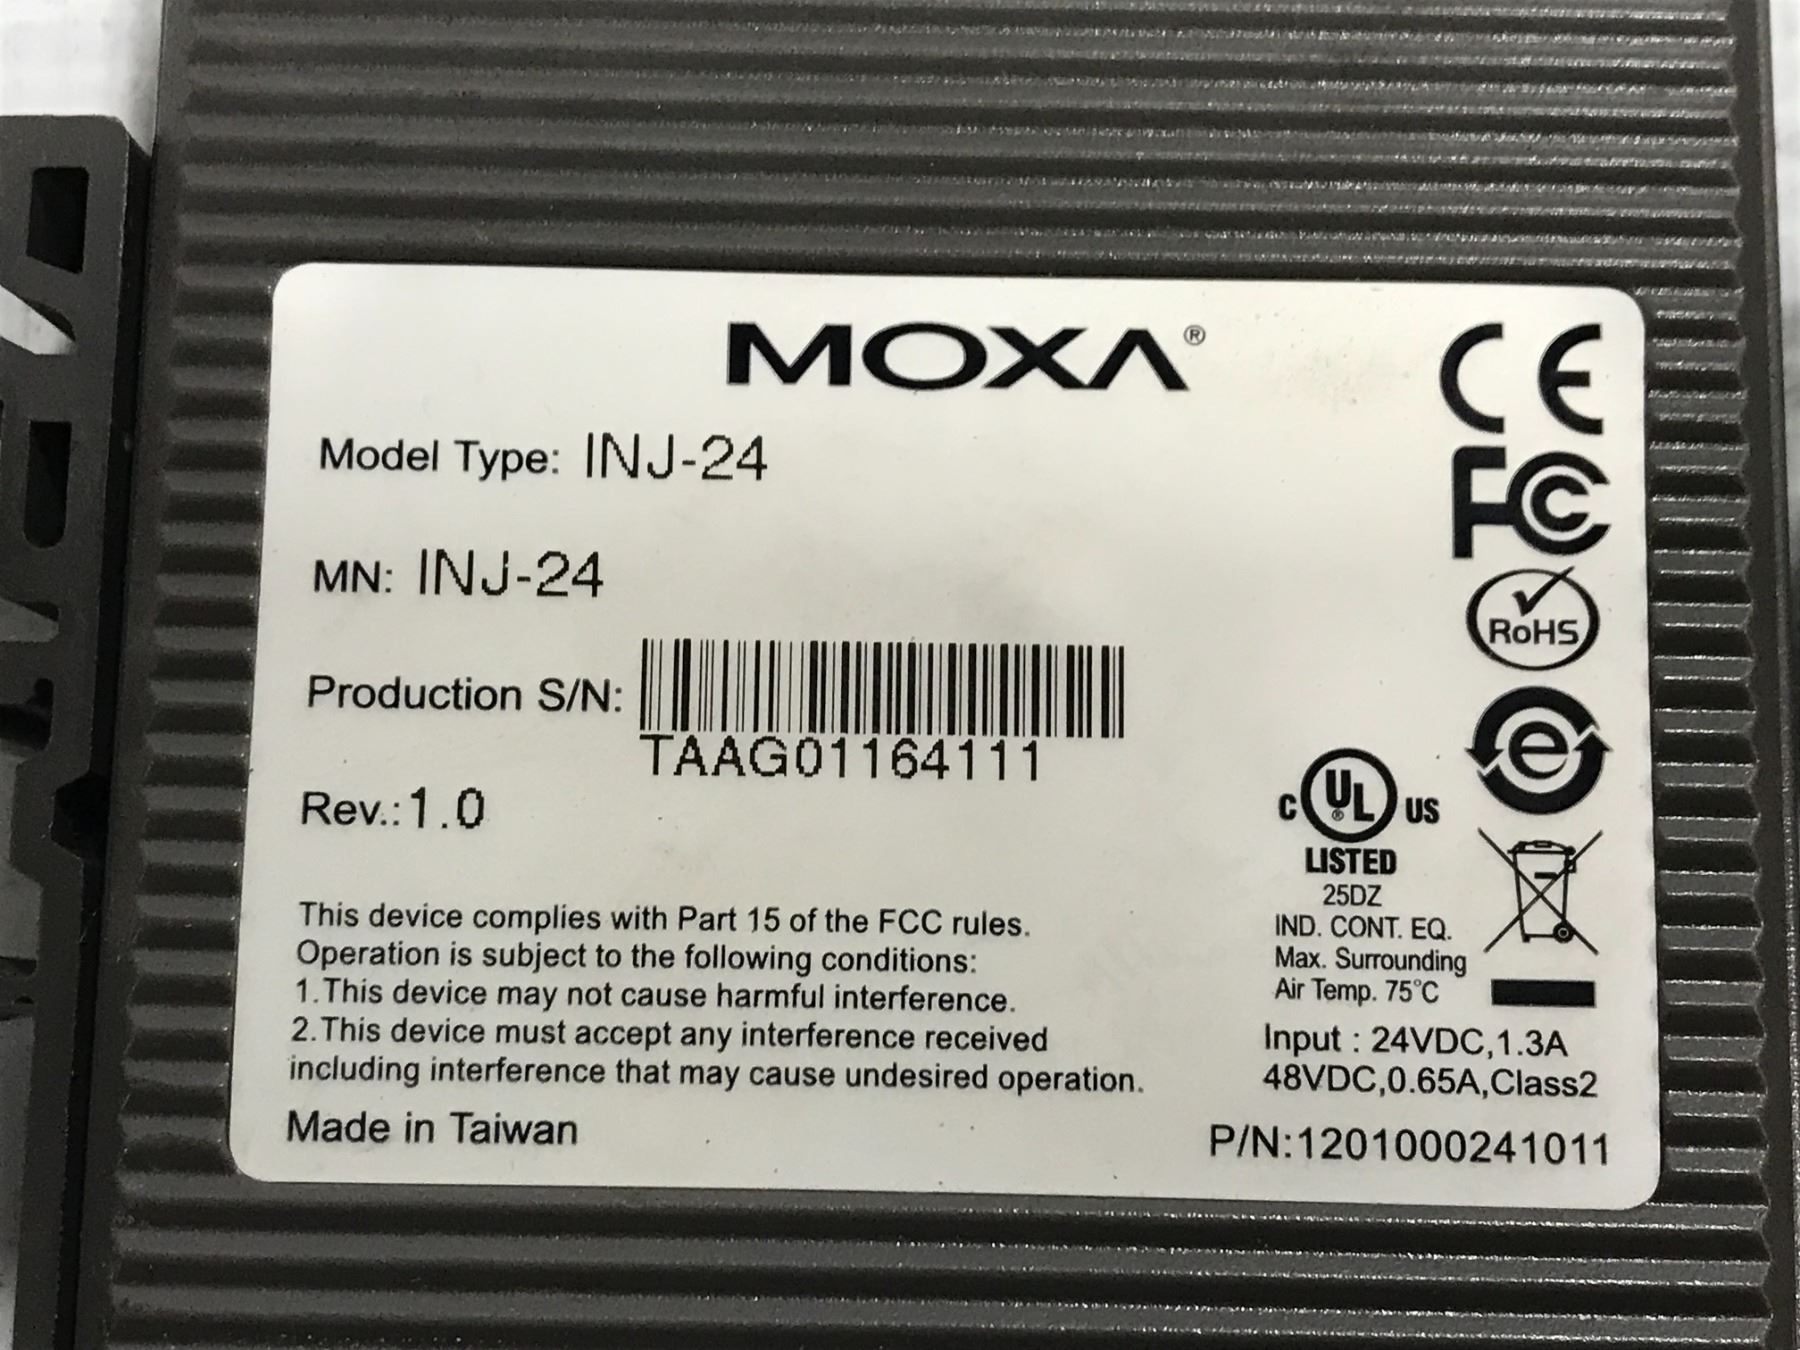 MOXA®
CE
Model Type: INJ-24
FC
MN: INJ-24
RoHS
Production S/N:
TAAG01164111
e
Rev.:1.0
C UL® US
LISTED
25DZ
IND. CONT. EQ.
Max. Surrounding
Air Temp. 75°C
This device complies with Part 15 of the FCC rules.
Operation is subject to the following conditions:
1.This device may not cause harmful interference.
2.This device must accept any interference received
including interference that may cause undesired operation.
Input : 24VDC,1.3A
48VDC,0.65A,Class2
Made in Taiwan
P/N:1201000241011